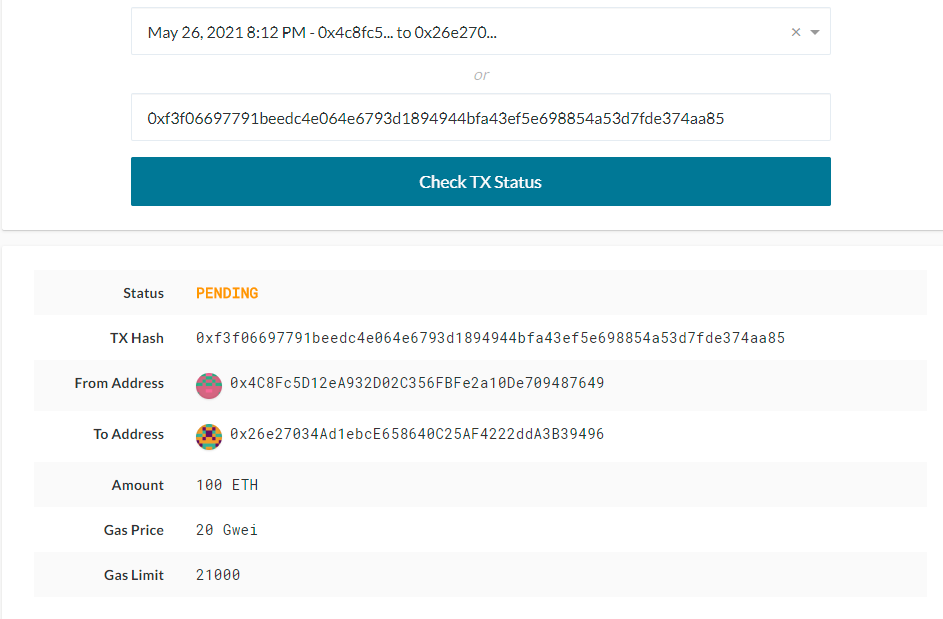 May 26, 2021 8:12 PM - 0x4c8fc5... to 0x26e270...
or
0xf3f06697791beedc4e064e6793d1894944bfa43ef5e698854a53d7fde374aa85
Check TX Status
Status PENDING
TX Hash 0xf3f06697791beedc4e064e6793d1894944bfa43ef5e698854a53d7fde374aa85
From Address 0x4C8Fc5D12eA932D02C356FBFe2a10De709487649
To Address 0x26e27034Ad1ebcE658640C25AF4222ddA3B39496
Amount 100 ETH
Gas Price 20 Gwei
Gas Limit 21000